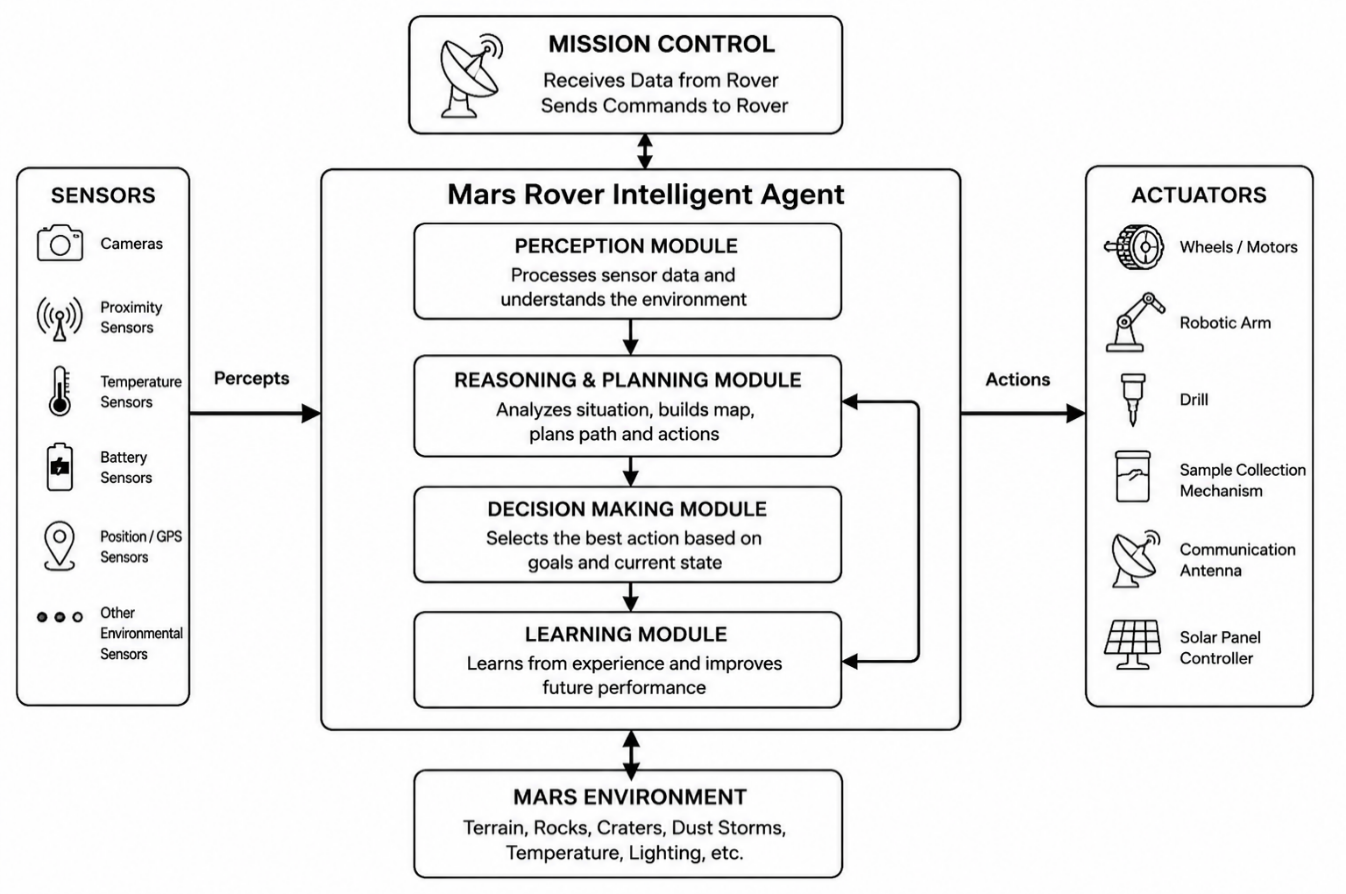 MISSION CONTROL
Receives Data from Rover
Sends Commands to Rover
SENSORS
Cameras
Proximity
Sensors
Temperature
Sensors
Battery
Sensors
Position / GPS
Sensors
Other
Environmental
Sensors
Percepts
Mars Rover Intelligent Agent
PERCEPTION MODULE
Processes sensor data and
understands the environment
REASONING & PLANNING MODULE
Analyzes situation, builds map,
plans path and actions
DECISION MAKING MODULE
Selects the best action based on
goals and current state
LEARNING MODULE
Learns from experience and improves
future performance
Actions
ACTUATORS
Wheels / Motors
Robotic Arm
Drill
Sample Collection
Mechanism
Communication
Antenna
Solar Panel
Controller
MARS ENVIRONMENT
Terrain, Rocks, Craters, Dust Storms,
Temperature, Lighting, etc.